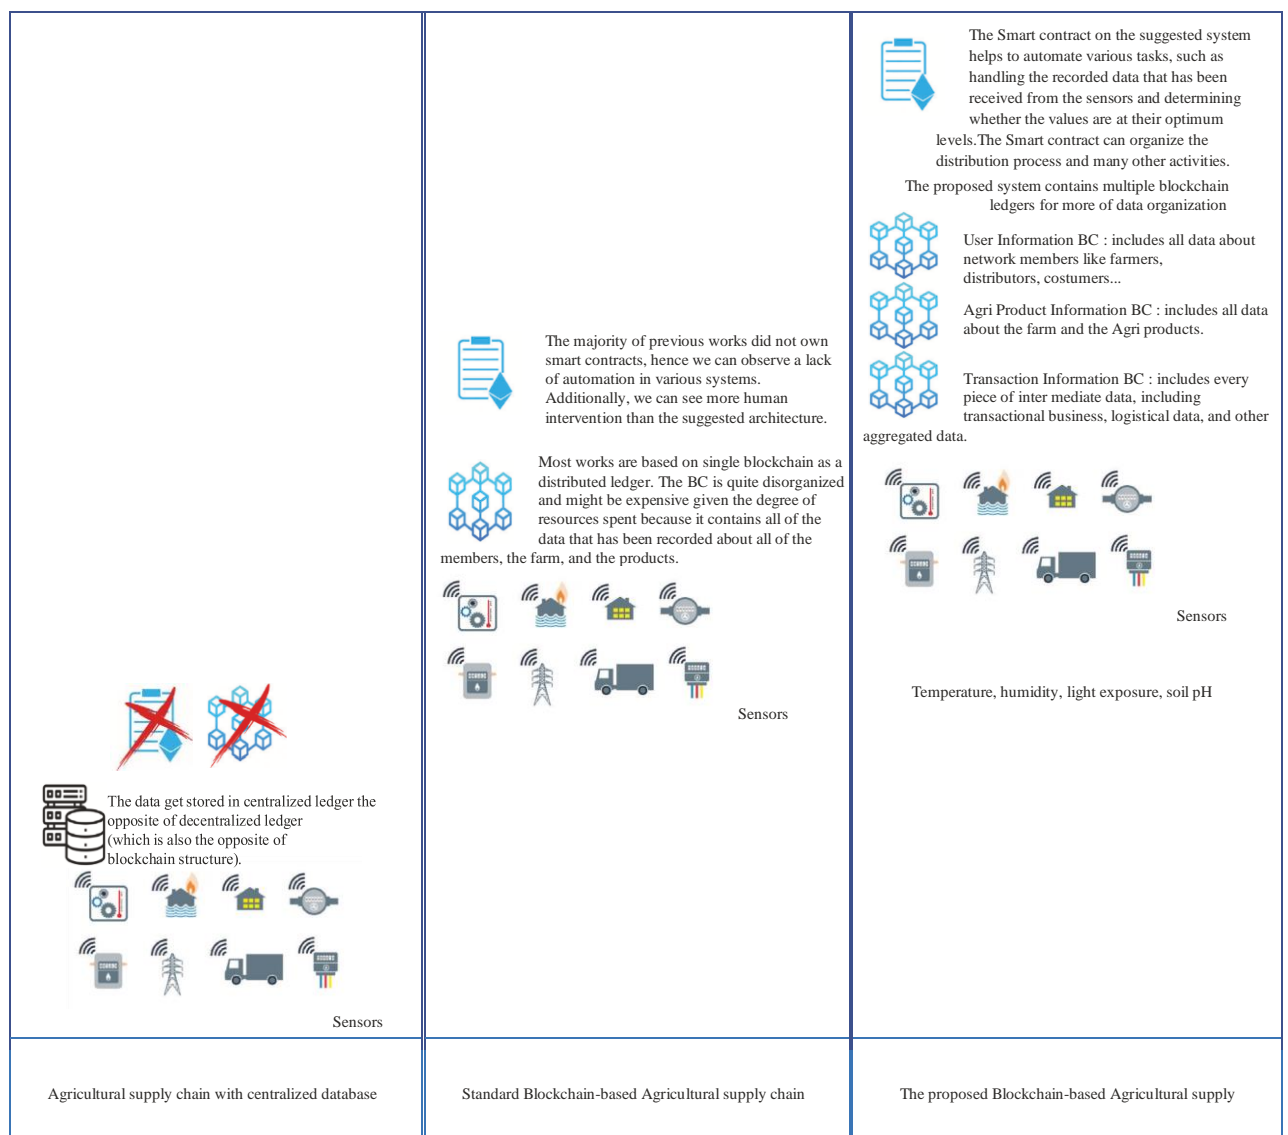 The data get stored in centralized ledger the
opposite of decentralized ledger
(which is also the opposite of
blockchain structure).
Sensors
Agricultural supply chain with centralized database
The majority of previous works did not own
smart contracts, hence we can observe a lack
of automation in various systems.
Additionally, we can see more human
intervention than the suggested architecture.
Most works are based on single blockchain as a
distributed ledger. The BC is quite disorganized
and might be expensive given the degree of
resources spent because it contains all of the
data that has been recorded about all of the
members, the farm, and the products.
Sensors
Standard Blockchain-based Agricultural supply chain
The Smart contract on the suggested system
helps to automate various tasks, such as
handling the recorded data that has been
received from the sensors and determining
whether the values are at their optimum
levels.The Smart contract can organize the
distribution process and many other activities.
The proposed system contains multiple blockchain
ledgers for more of data organization
User Information BC : includes all data about
network members like farmers,
distributors, costumers...
Agri Product Information BC : includes all data
about the farm and the Agri products.
Transaction Information BC : includes every
piece of inter mediate data, including
transactional business, logistical data, and other
aggregated data.
Sensors
Temperature, humidity, light exposure, soil pH
The proposed Blockchain-based Agricultural supply